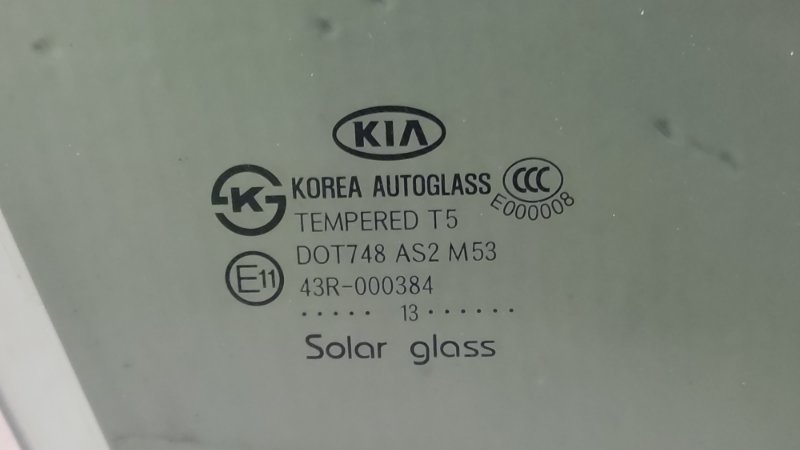 KIA
K
KOREA AUTOGLASS
CCC
E000008
TEMPERED T5
DOT748 AS2 M53
E11
43R-000384
..... 13 ......
Solar glass